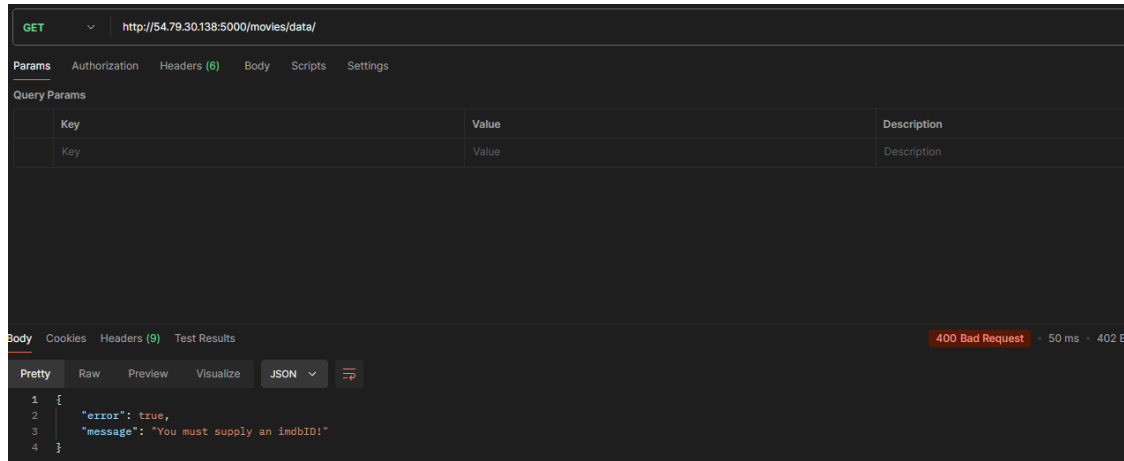 GET http://54.79.30.138:5000/movies/data/
Params Authorization Headers (6) Body Scripts Settings
Query Params
Key Value Description
Key Value Description
Body Cookies Headers (9) Test Results 400 Bad Request 50 ms 402
Pretty Raw Preview Visualize JSON
1 {
2 "error": true,
3 "message": "You must supply an imdbID!"
4 }